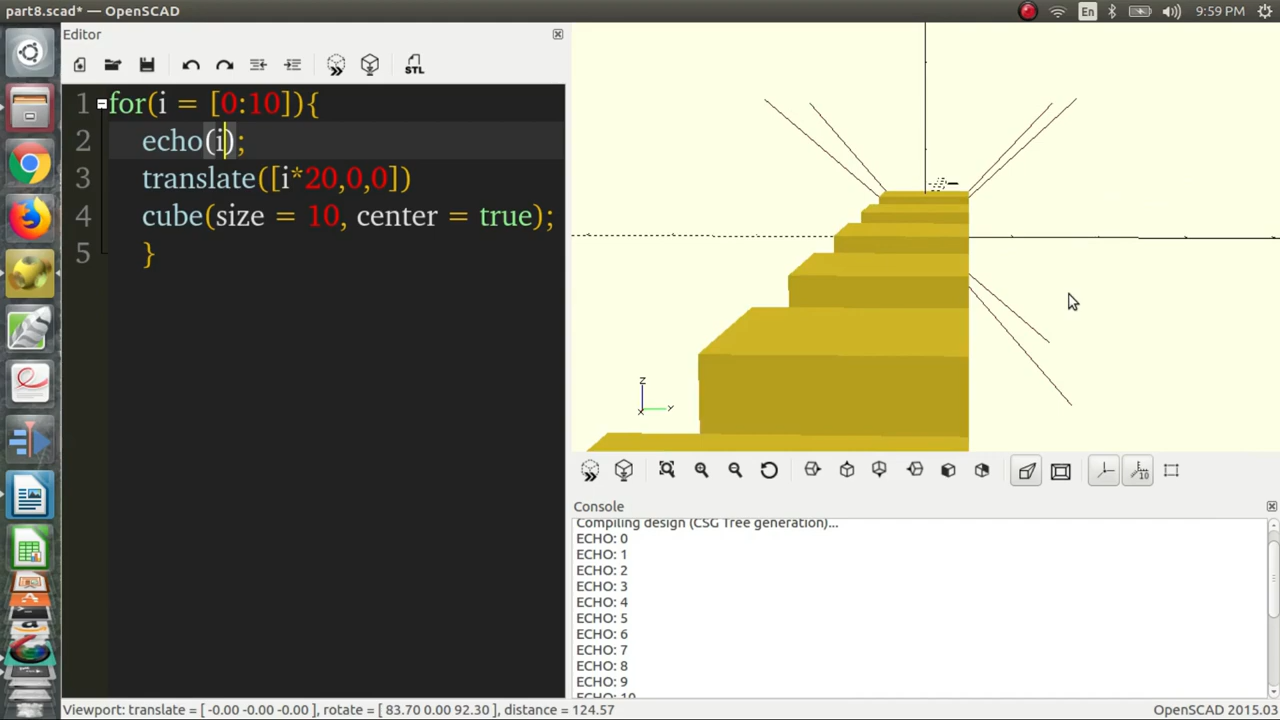 part8.scad* — OpenSCAD
En
9:59 PM
Editor
STL
1 for(i = [0:10]){
2 echo(i);
3 translate([i*20,0,0])
4 cube(size = 10, center = true);
5 }
z
x
y
10
Console
Compiling design (CSG Tree generation)...
ECHO: 0
ECHO: 1
ECHO: 2
ECHO: 3
ECHO: 4
ECHO: 5
ECHO: 6
ECHO: 7
ECHO: 8
ECHO: 9
ECHO: 10
Viewport: translate = [ -0.00 -0.00 -0.00 ], rotate = [ 83.70 0.00 92.30 ], distance = 124.57
OpenSCAD 2015.03